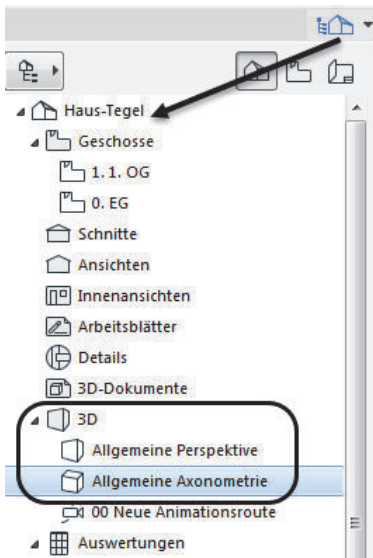 Haus-Tegel
Geschosse
1. 1. OG
0. EG
Schnitte
Ansichten
Innenansichten
Arbeitsblätter
Details
3D-Dokumente
3D
Allgemeine Perspektive
Allgemeine Axonometrie
00 Neue Animationsroute
Auswertungen